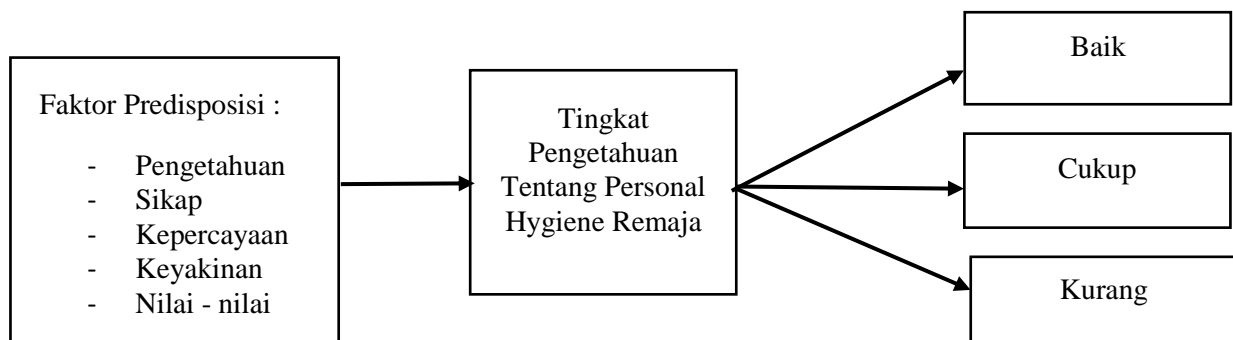 Faktor Predisposisi :
- Pengetahuan
- Sikap
- Kepercayaan
- Keyakinan
- Nilai - nilai
Tingkat
Pengetahuan
Tentang Personal
Hygiene Remaja
Baik
Cukup
Kurang